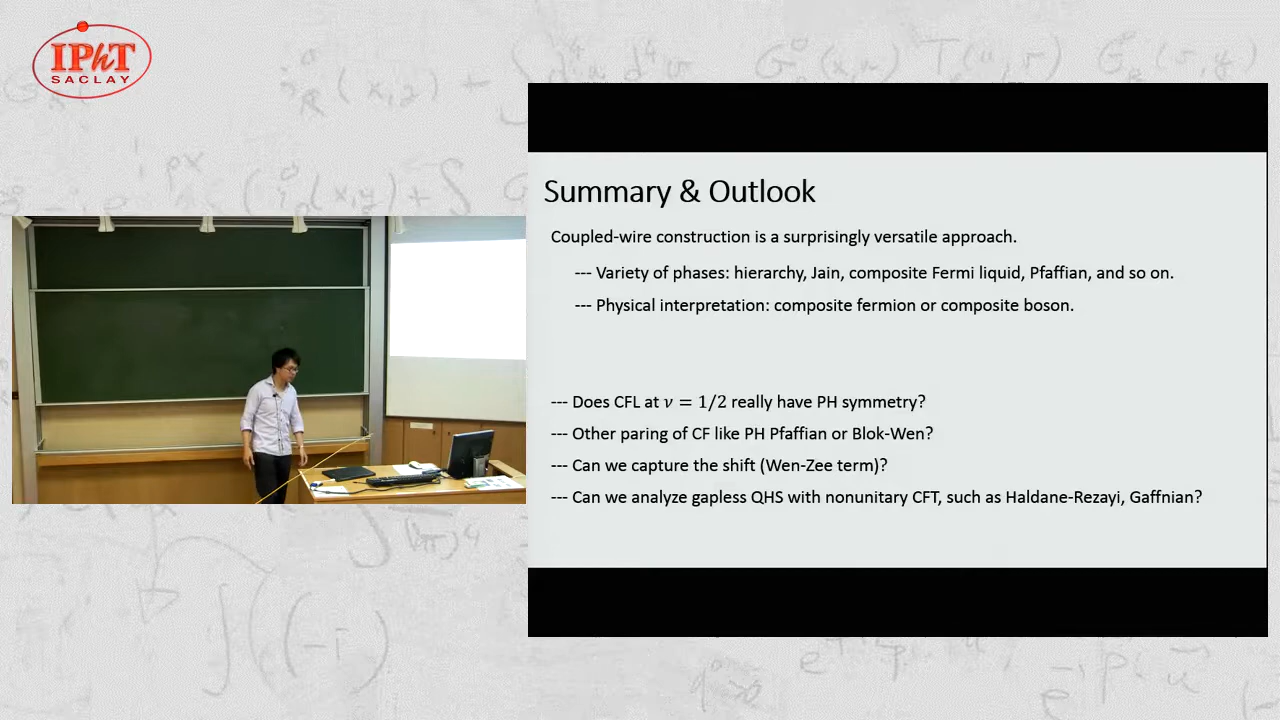 IPhT
SACLAY
Summary & Outlook
Coupled-wire construction is a surprisingly versatile approach.
--- Variety of phases: hierarchy, Jain, composite Fermi liquid, Pfaffian, and so on.
--- Physical interpretation: composite fermion or composite boson.
--- Does CFL at ν = 1/2 really have PH symmetry?
--- Other paring of CF like PH Pfaffian or Blok-Wen?
--- Can we capture the shift (Wen-Zee term)?
--- Can we analyze gapless QHS with nonunitary CFT, such as Haldane-Rezayi, Gaffnian?